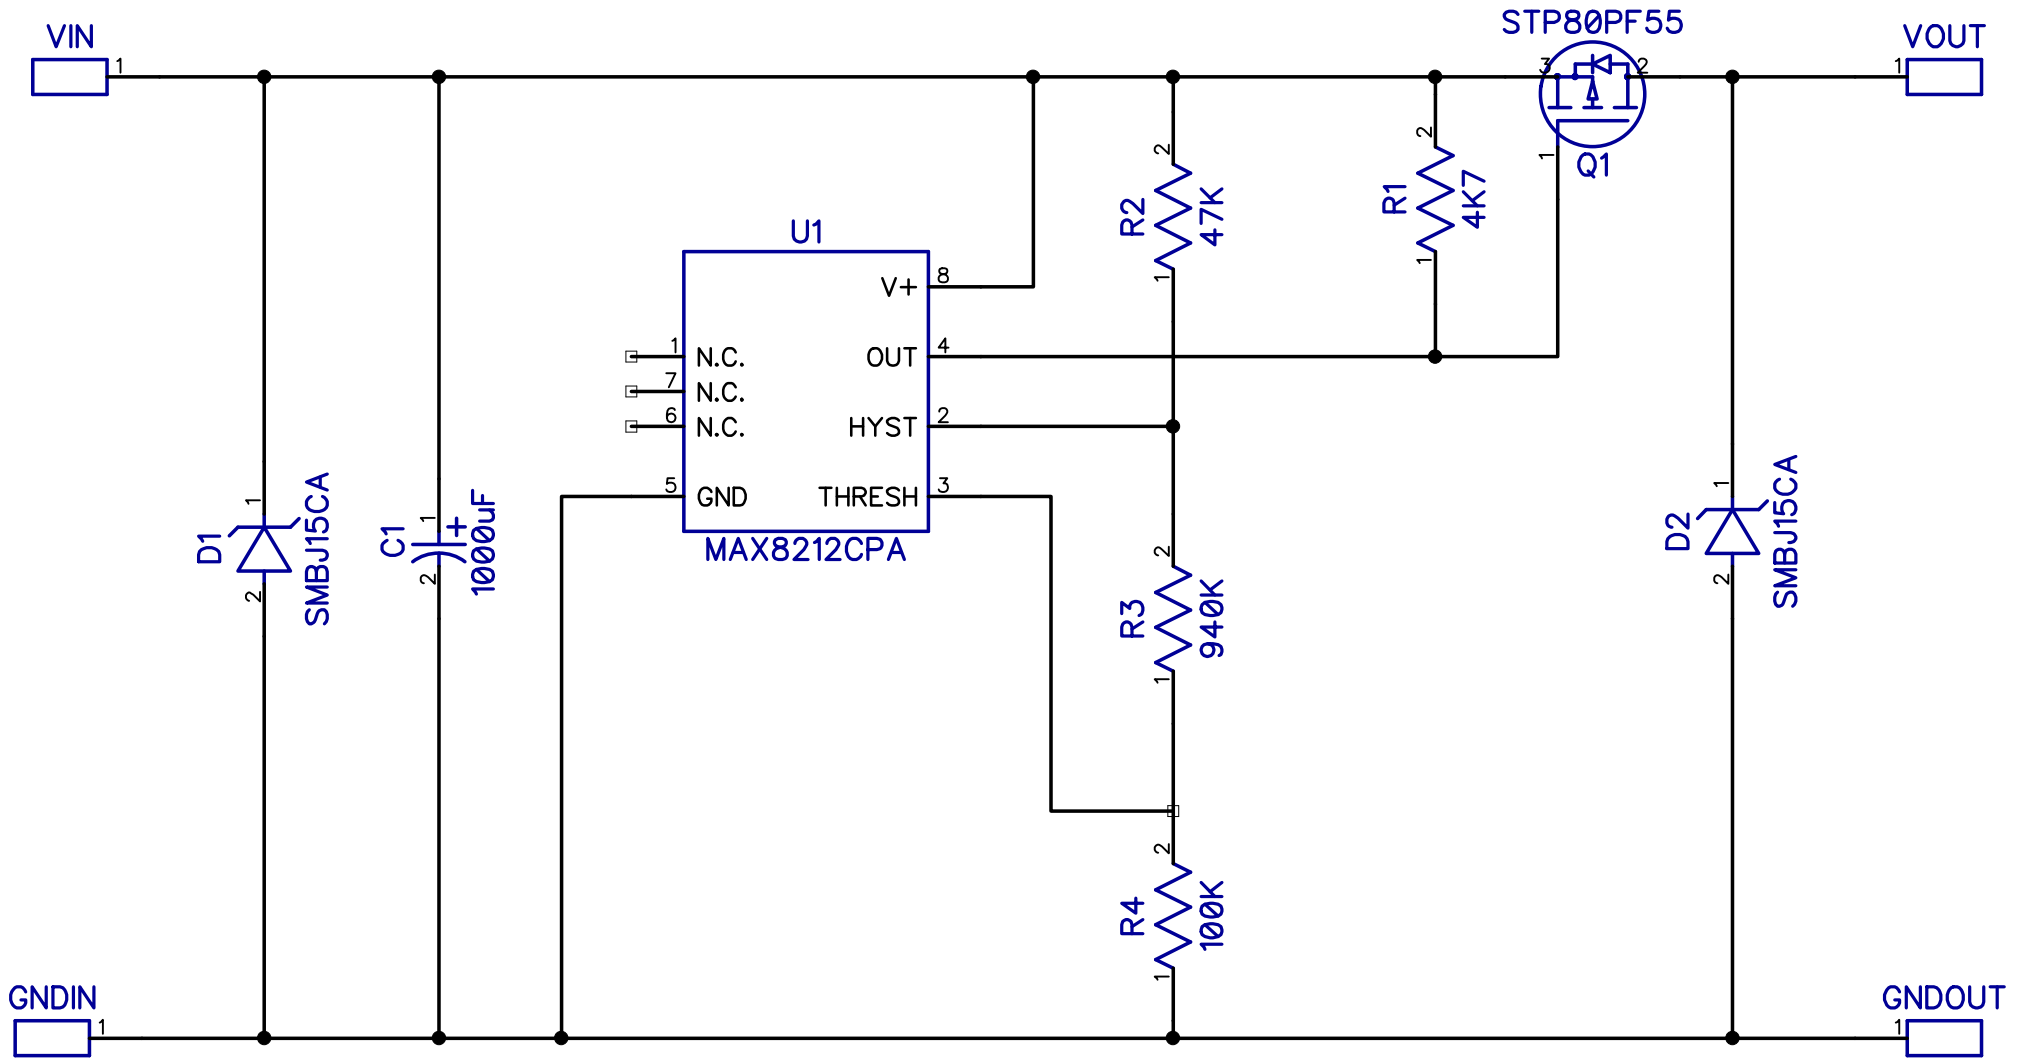 STP80PF55
VIN
VOUT
1
3
2
1
2
2
1
Q1
R2
47K
R1
4K7
U1
1
1
V+
8
1
N.C.
OUT
4
7
N.C.
6
N.C.
HYST
2
5
GND
THRESH
3
MAX8212CPA
1
D1
SMBJ15CA
2
1
+
C1
1000uF
2
1
D2
SMBJ15CA
2
2
R3
940K
1
2
R4
100K
1
GNDIN
GNDOUT
1
1